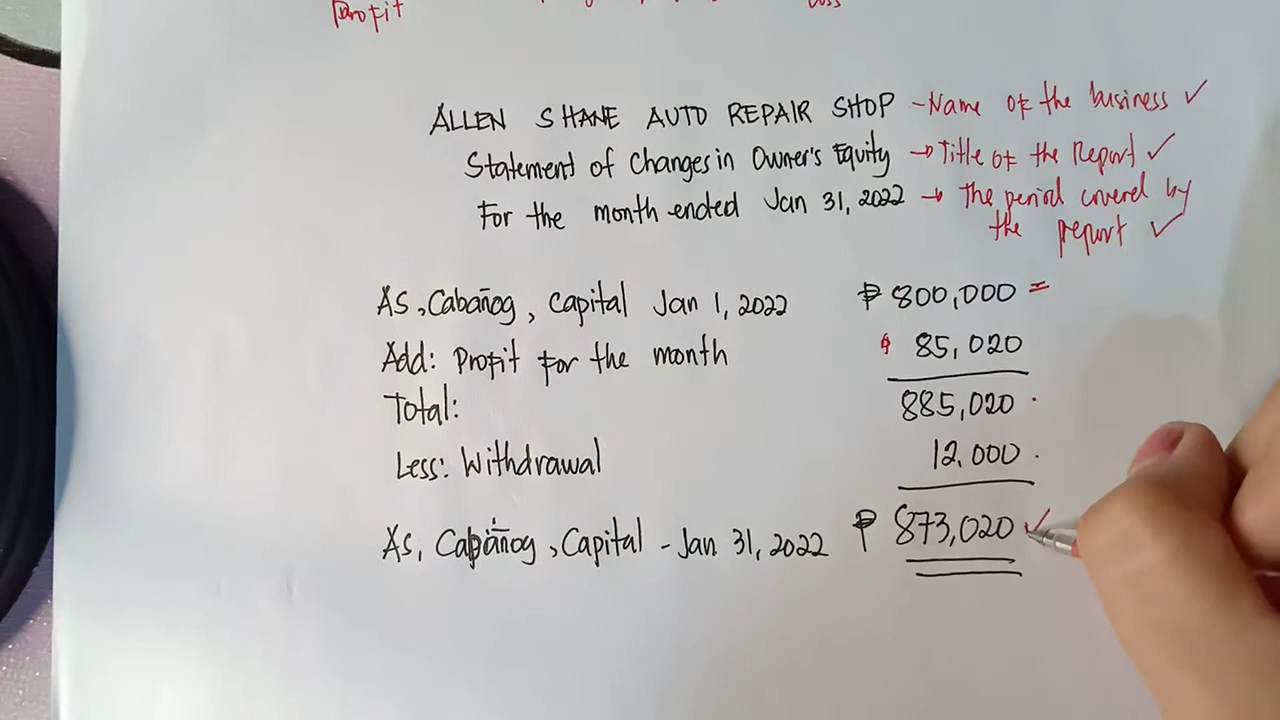 Profit
Loss
ALLEN SHANE AUTO REPAIR SHOP - Name of the business ✓
Statement of Changes in Owner's Equity → Title of the Report ✓
For the month ended Jan 31, 2022 → The period covered by
the report ✓
AS, Cabañog, Capital Jan 1, 2022 ₱ 800,000 =
Add: Profit for the month 85,020
Total: 885,020
Less: Withdrawal 12,000
AS, Cabañog, Capital - Jan 31, 2022 ₱ 873,020 ✓